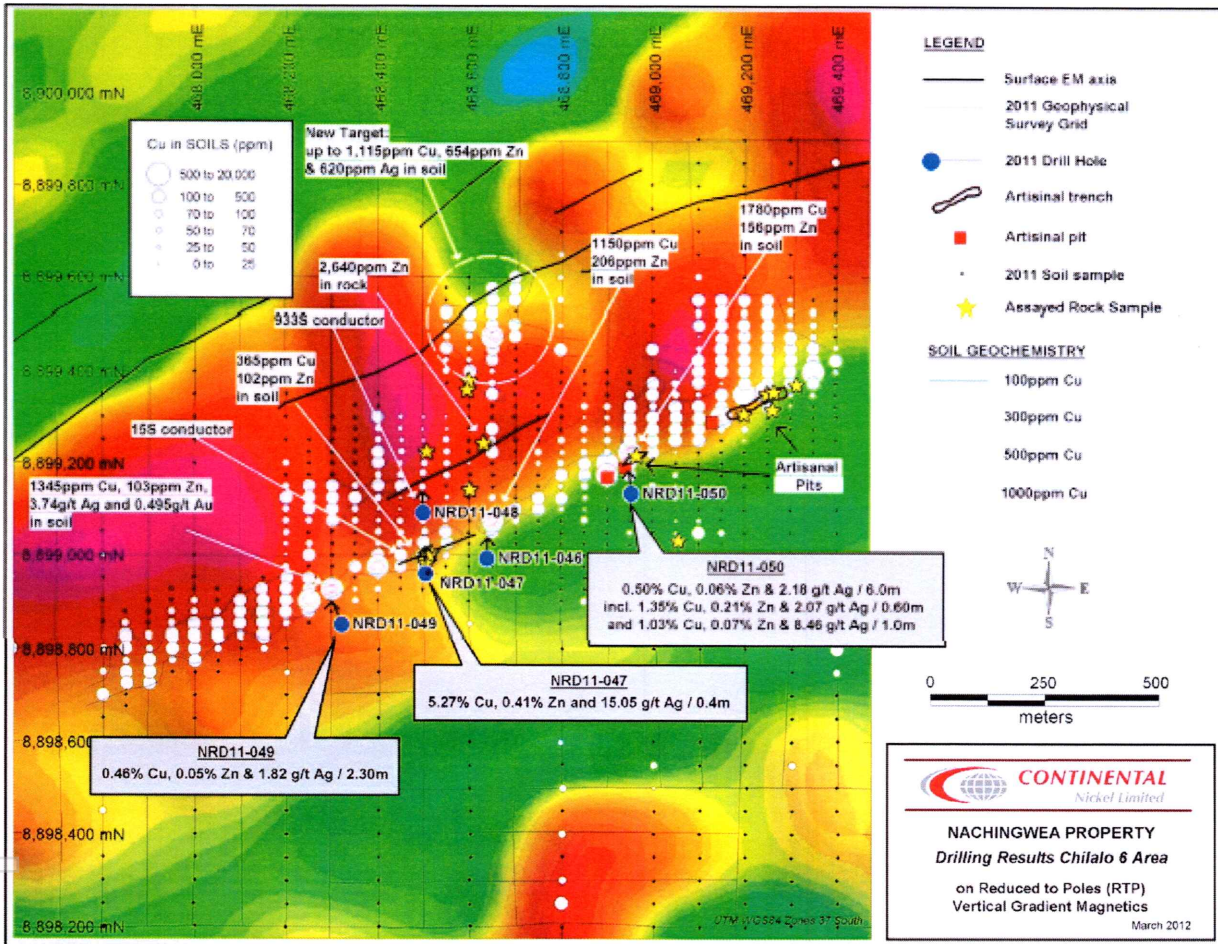 468,000 mE
468,200 mE
468,400 mE
468,600 mE
468,800 mE
469,000 mE
469,200 mE
469,400 mE
8,900,000 mN
8,899,800 mN
8,899,600 mN
8,899,400 mN
8,899,200 mN
8,899,000 mN
8,898,800 mN
8,898,600 mN
8,898,400 mN
8,898,200 mN
Cu in SOILS (ppm)
500 to 20,000
100 to 500
70 to 100
50 to 70
25 to 50
0 to 25
New Target:
up to 1,115ppm Cu, 654ppm Zn
& 620ppm Ag in soil
2,640ppm Zn
in rock
933S conductor
365ppm Cu
102ppm Zn
in soil
15S conductor
1345ppm Cu, 103ppm Zn,
3.74g/t Ag and 0.495g/t Au
in soil
1150ppm Cu
206ppm Zn
in soil
1780ppm Cu
156ppm Zn
in soil
Artisanal
Pits
NRD11-050
NRD11-048
NRD11-046
NRD11-047
NRD11-049
NRD11-050
0.50% Cu, 0.06% Zn & 2.18 g/t Ag / 6.0m
incl. 1.35% Cu, 0.21% Zn & 2.07 g/t Ag / 0.60m
and 1.03% Cu, 0.07% Zn & 8.46 g/t Ag / 1.0m
NRD11-047
5.27% Cu, 0.41% Zn and 15.05 g/t Ag / 0.4m
NRD11-049
0.46% Cu, 0.05% Zn & 1.82 g/t Ag / 2.30m
UTM WGS84 Zones 37 South
LEGEND
Surface EM axis
2011 Geophysical
Survey Grid
2011 Drill Hole
Artisinal trench
Artisinal pit
2011 Soil sample
Assayed Rock Sample
SOIL GEOCHEMISTRY
100ppm Cu
300ppm Cu
500ppm Cu
1000ppm Cu
N
W E
S
0 250 500
meters
CONTINENTAL
Nickel Limited
NACHINGWEA PROPERTY
Drilling Results Chilalo 6 Area
on Reduced to Poles (RTP)
Vertical Gradient Magnetics
March 2012